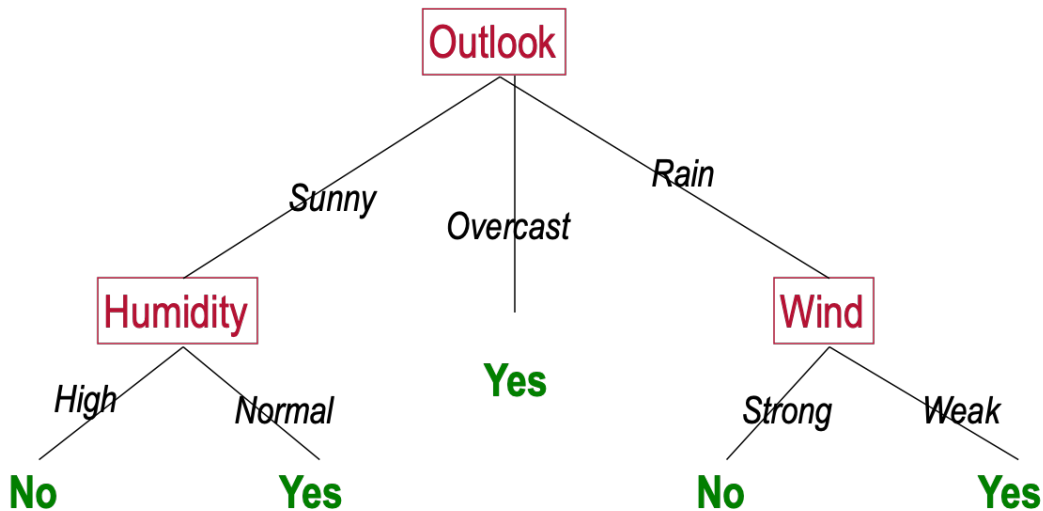 Outlook
Sunny
Overcast
Rain
Humidity
Wind
High
Normal
Yes
Strong
Weak
No
Yes
No
Yes